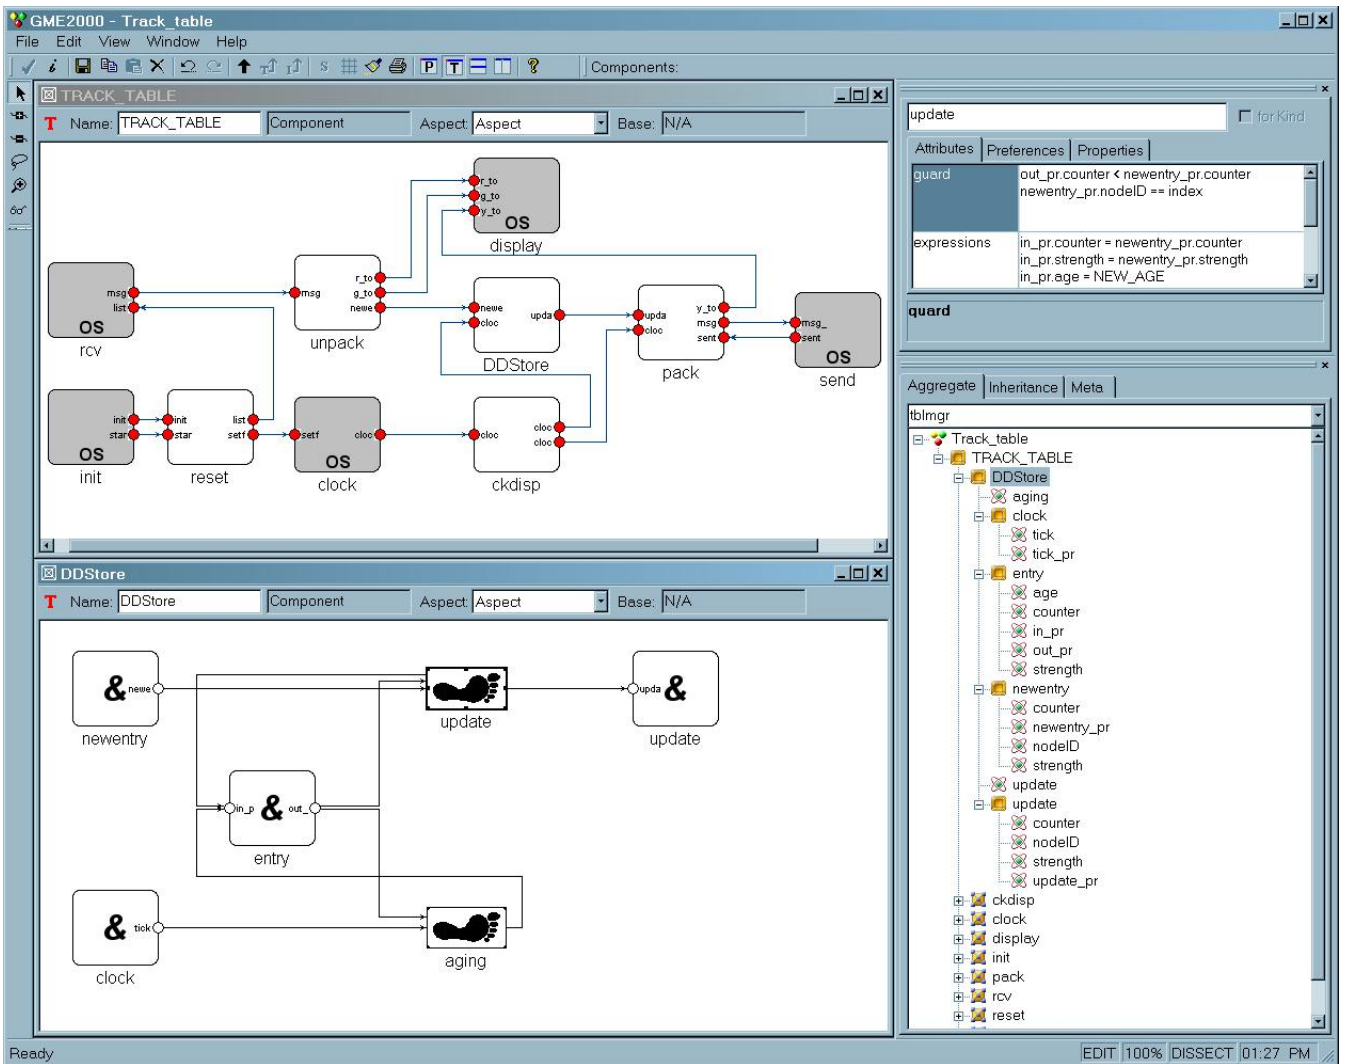 GME2000 - Track_table
File Edit View Window Help
Components:
TRACK_TABLE
T Name: TRACK_TABLE Component Aspect: Aspect Base: N/A
r_to
g_to
y_to
OS
display
msg
list
OS
rcv
msg
r_to
g_to
newe
unpack
newe
cloc
upda
DDStore
upda
cloc
y_to
msg
sent
pack
msg_
sent
OS
send
init
star
OS
init
init
star
list
setf
reset
setf
cloc
OS
clock
cloc
cloc
cloc
ckdisp
DDStore
T Name: DDStore Component Aspect: Aspect Base: N/A
& newe
newentry
update
upda &
update
in_p & out_
entry
& tick
clock
aging
update
for Kind
Attributes Preferences Properties
guard
out_pr.counter < newentry_pr.counter
newentry_pr.nodeID == index
expressions
in_pr.counter = newentry_pr.counter
in_pr.strength = newentry_pr.strength
in_pr.age = NEW_AGE
guard
Aggregate Inheritance Meta
tblmgr
Track_table
TRACK_TABLE
DDStore
aging
clock
tick
tick_pr
entry
age
counter
in_pr
out_pr
strength
newentry
counter
newentry_pr
nodeID
strength
update
update
counter
nodeID
strength
update_pr
ckdisp
clock
display
init
pack
rcv
reset
Ready
EDIT 100% DISSECT 01:27 PM